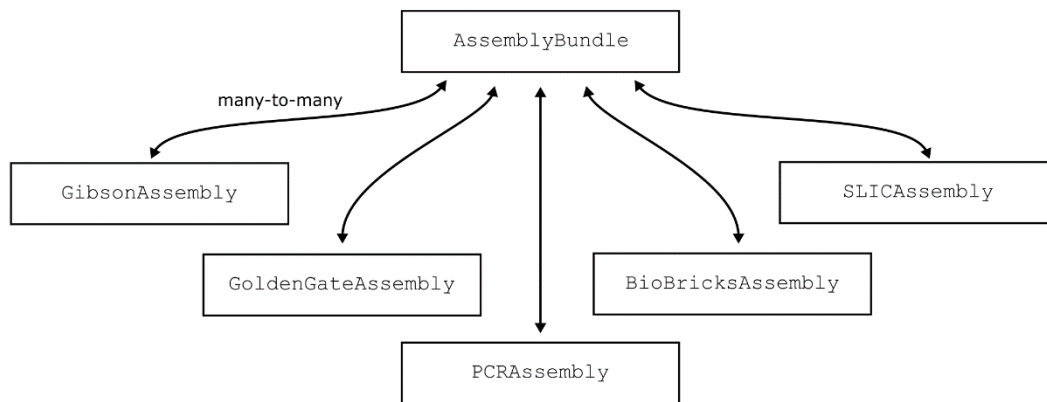 AssemblyBundle
many-to-many
GibsonAssembly
SLICAssembly
GoldenGateAssembly
BioBricksAssembly
PCRAssembly